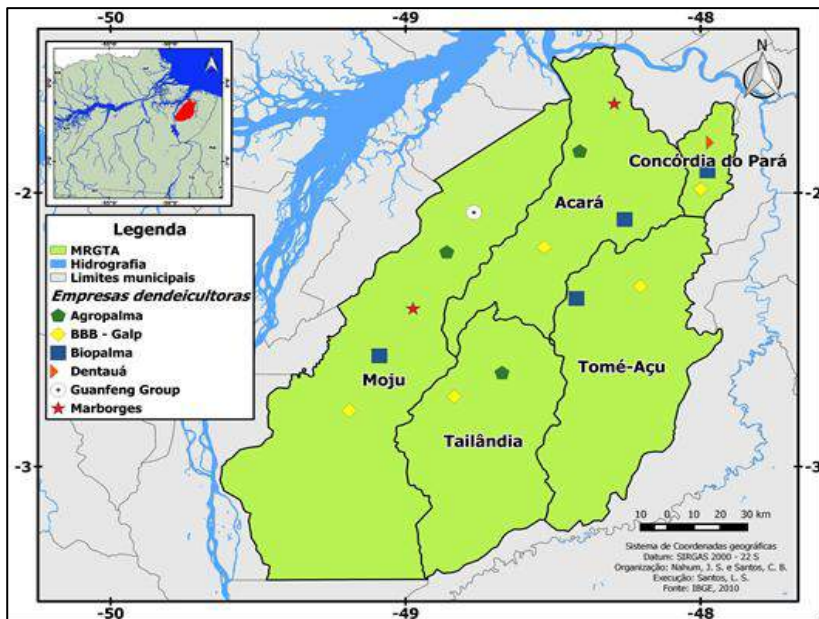 -50 -49 -48
N
Concórdia do Pará
-2 -2
Acará
Legenda
MRGTA
Hidrografia
Limites municipais
Empresas dendeicultoras
Agropalma
BBB - Galp
Biopalma
Dentauá
Guanfeng Group
Marborges
Moju
Tomé-Açu
Tailândia
-3 -3
10 0 10 20 30 km
Sistema de Coordenadas geográficas
Datum: SIRGAS 2000 - 22 S
Organização: Nahum, J. S. e Santos, C. B.
Execução: Santos, L. S.
Fonte: IBGE, 2010
-50 -49 -48